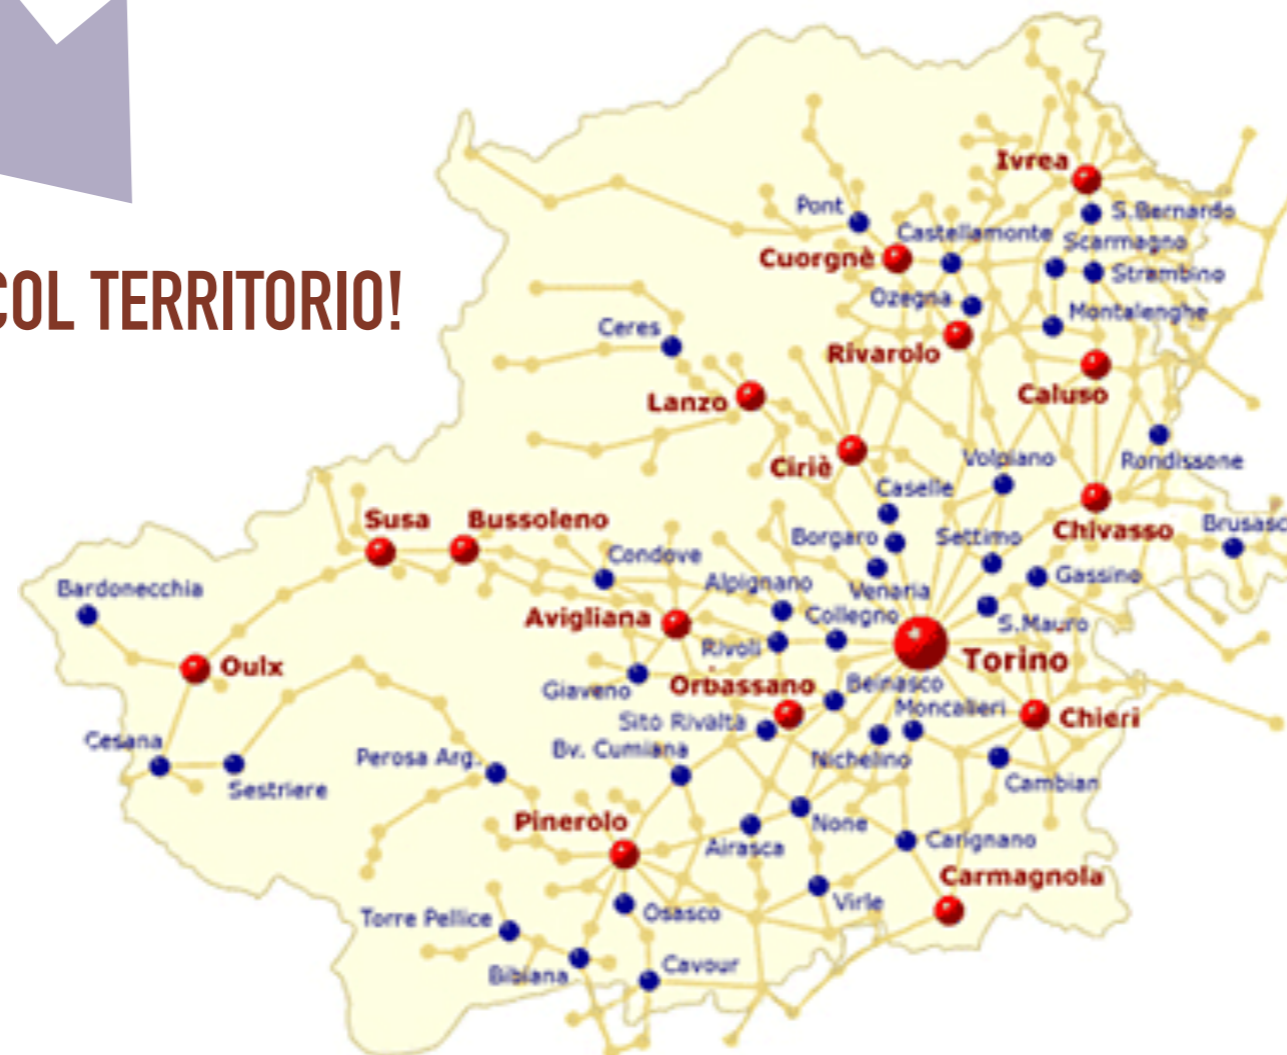 COL TERRITORIO!
Ivrea
Pont
S.Bernardo
Castellamonte
Scarmagno
Cuorgnè
Strambino
Ozegna
Montalenghe
Ceres
Rivarolo
Caluso
Lanzo
Volpiano
Rondissone
Ciriè
Caselle
Susa
Bussoleno
Chivasso
Brusasc
Borgaro
Settimo
Condove
Gassino
Bardonecchia
Alpignano
Venaria
Avigliana
Collegno
S.Mauro
Rivoli
Torino
Oulx
Giaveno
Orbassano
Beinasco
Moncalieri
Chieri
Sito Rivalta
Cesana
Bv. Cumiana
Perosa Arg.
Nichelino
Cambian
Sestriere
Pinerolo
None
Airasca
Carignano
Carmagnola
Virle
Torre Pellice
Osasco
Bibiana
Cavour